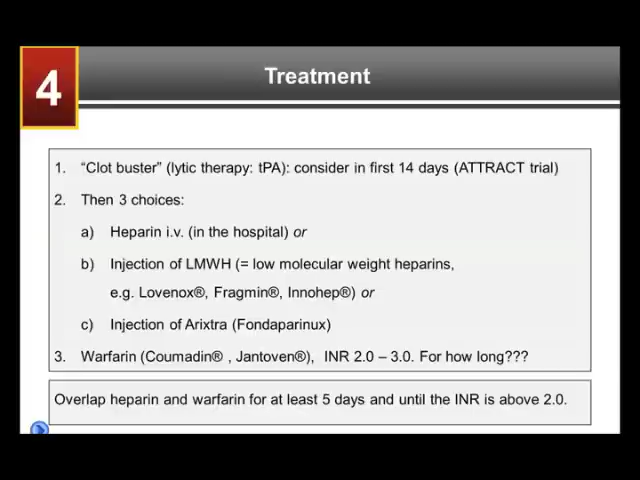 4
Treatment
1. “Clot buster” (lytic therapy: tPA): consider in first 14 days (ATTRACT trial)
2. Then 3 choices:
a) Heparin i.v. (in the hospital) or
b) Injection of LMWH (= low molecular weight heparins,
e.g. Lovenox®, Fragmin®, Innohep®) or
c) Injection of Arixtra (Fondaparinux)
3. Warfarin (Coumadin® , Jantoven®), INR 2.0 – 3.0. For how long???
Overlap heparin and warfarin for at least 5 days and until the INR is above 2.0.